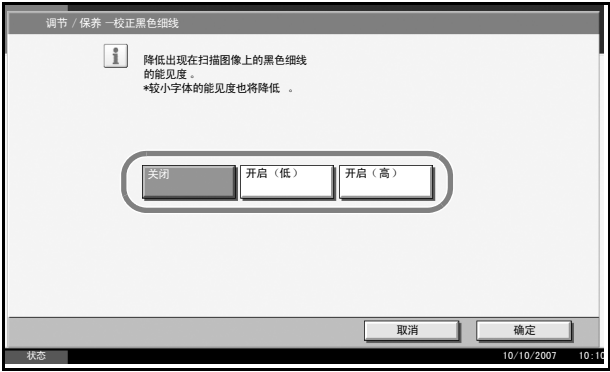 调节 / 保养 －校正黑色细线
降低出现在扫描图像上的黑色细线
的能见度 。
*较小字体的能见度也将降低 。
关闭
开启（低）
开启（高）
取消
确定
状态
10/10/2007 10:10